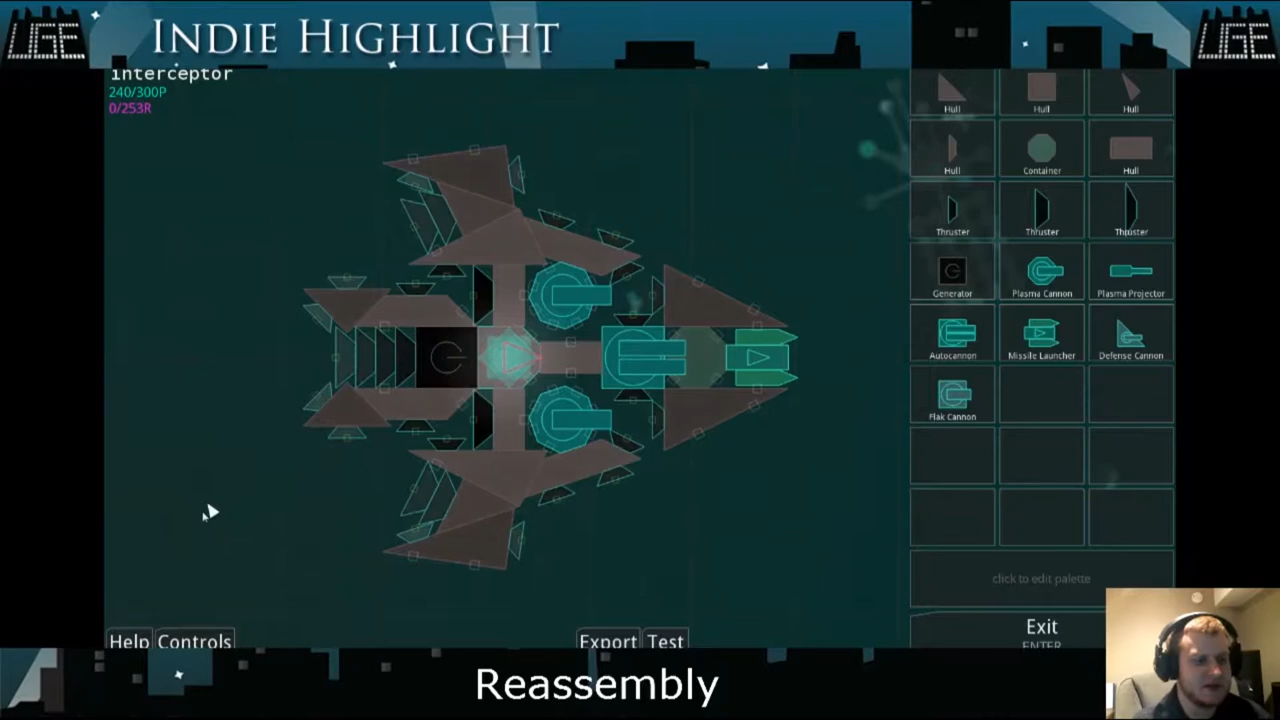 UGE
INDIE HIGHLIGHT
UGE
interceptor
240/300P
0/253R
Hull
Hull
Hull
Hull
Container
Hull
Thruster
Thruster
Thruster
Generator
Plasma Cannon
Plasma Projector
Autocannon
Missile Launcher
Defense Cannon
Flak Cannon
click to edit palette
Exit
ENTER
Help
Controls
Export
Test
Reassembly